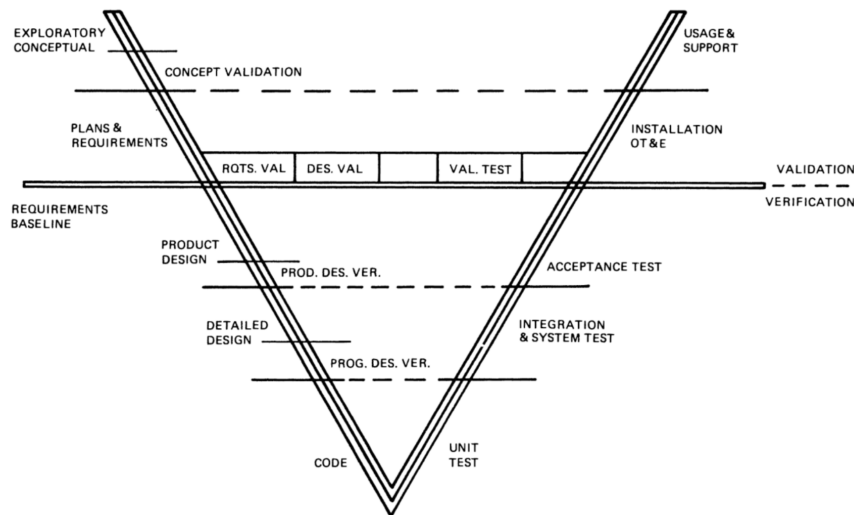 EXPLORATORY
CONCEPTUAL
USAGE &
SUPPORT
CONCEPT VALIDATION
PLANS &
REQUIREMENTS
INSTALLATION
OT & E
RQTS. VAL
DES. VAL
VAL. TEST
VALIDATION
VERIFICATION
REQUIREMENTS
BASELINE
PRODUCT
DESIGN
PROD. DES. VER.
ACCEPTANCE TEST
DETAILED
DESIGN
INTEGRATION
& SYSTEM TEST
PROG. DES. VER.
CODE
UNIT
TEST